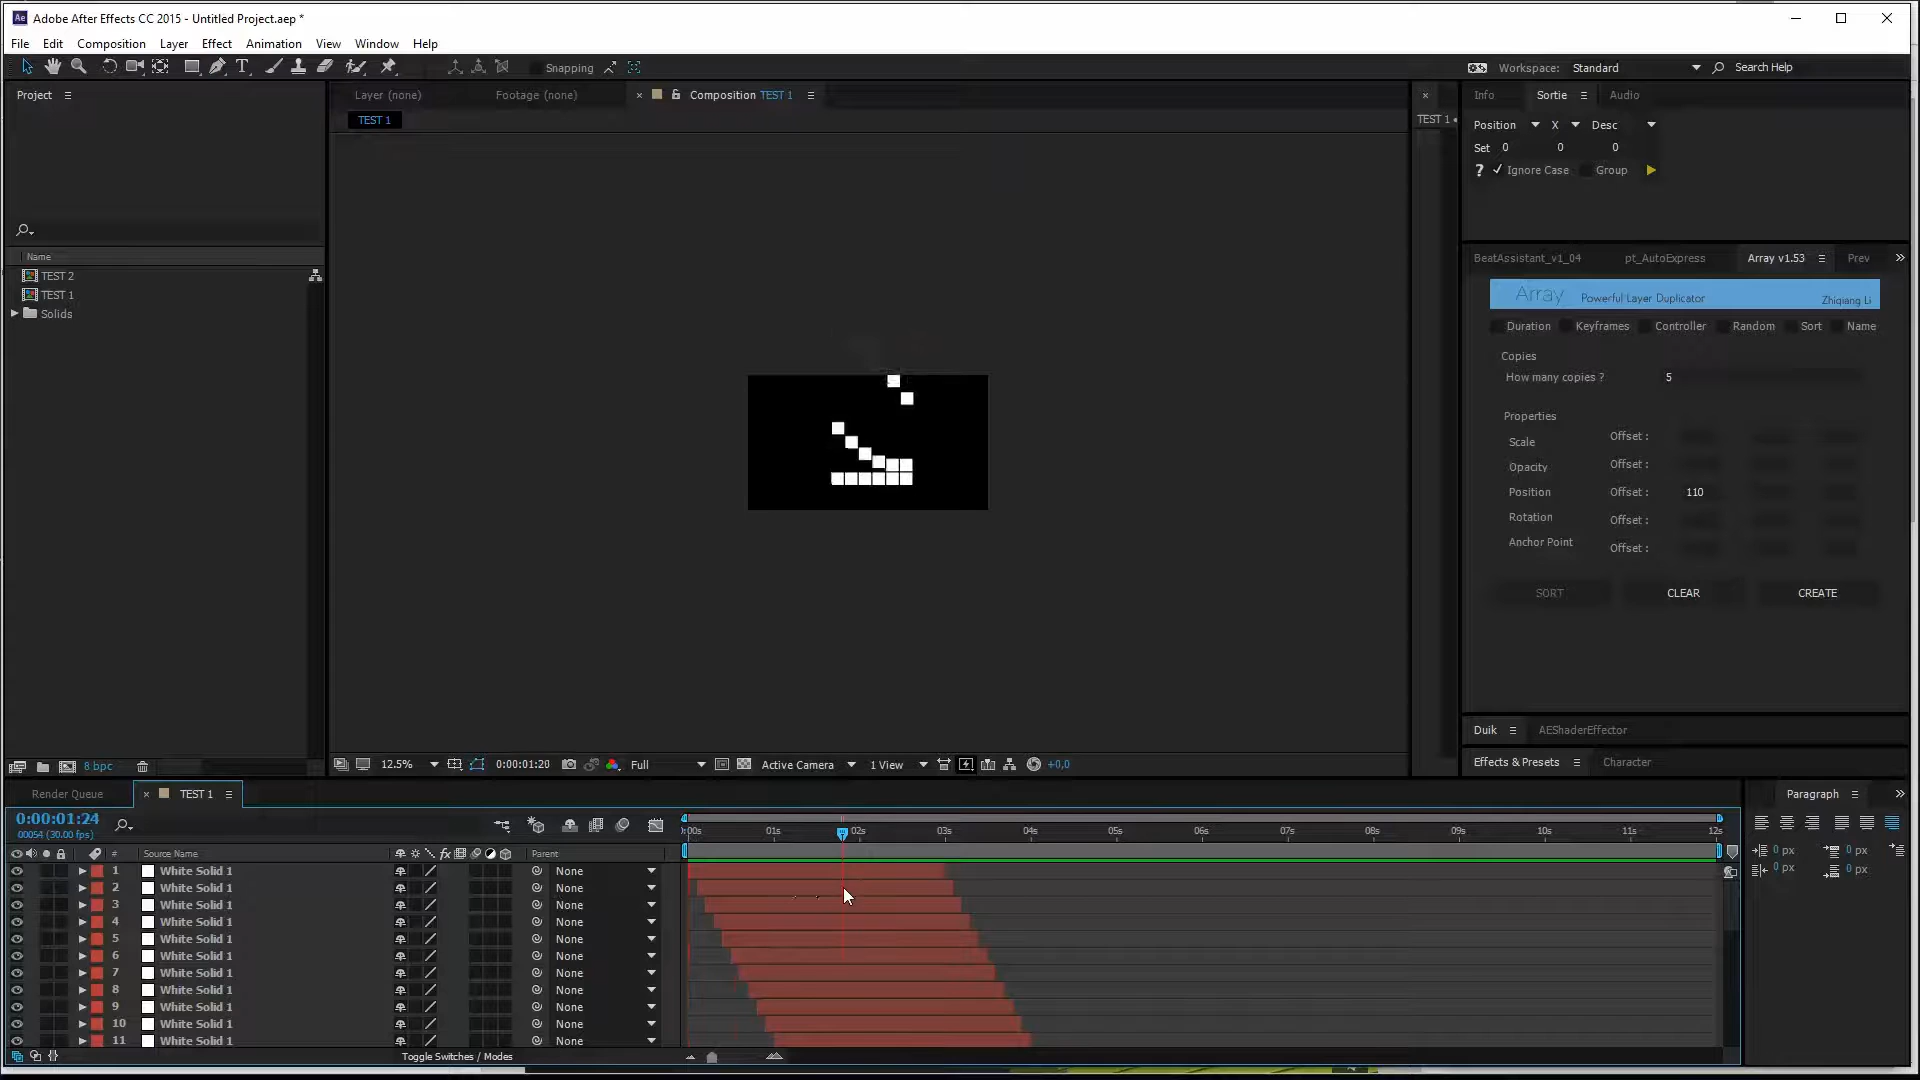 Adobe After Effects CC 2015 - Untitled Project.aep *
File Edit Composition Layer Effect Animation View Window Help
Snapping
Workspace: Standard
Search Help
Project
Layer (none)
Footage (none)
Composition TEST 1
TEST 1
TEST 1
Info
Sortie
Audio
Position X Desc
Set 0 0 0
? Ignore Case Group
Name
TEST 2
TEST 1
Solids
BeatAssistant_v1_04
pt_AutoExpress
Array v1.53
Prev
Array Powerful Layer Duplicator Zhiqiang Li
Duration Keyframes Controller Random Sort Name
Copies
How many copies ? 5
Properties
Scale Offset :
Opacity Offset :
Position Offset : 110
Rotation Offset :
Anchor Point Offset :
SORT CLEAR CREATE
Duik
AEShaderEffector
Effects & Presets
Character
8 bpc
12.5%
0:00:01:20
Full
Active Camera
1 View
+0,0
Render Queue
TEST 1
0:00:01:24
00054 (30.00 fps)
# Source Name
Parent
1 White Solid 1 None
2 White Solid 1 None
3 White Solid 1 None
4 White Solid 1 None
5 White Solid 1 None
6 White Solid 1 None
7 White Solid 1 None
8 White Solid 1 None
9 White Solid 1 None
10 White Solid 1 None
11 White Solid 1 None
Toggle Switches / Modes
):00s 01s 02s 03s 04s 05s 06s 07s 08s 09s 10s 11s 12s
Paragraph
0 px 0 px
0 px 0 px